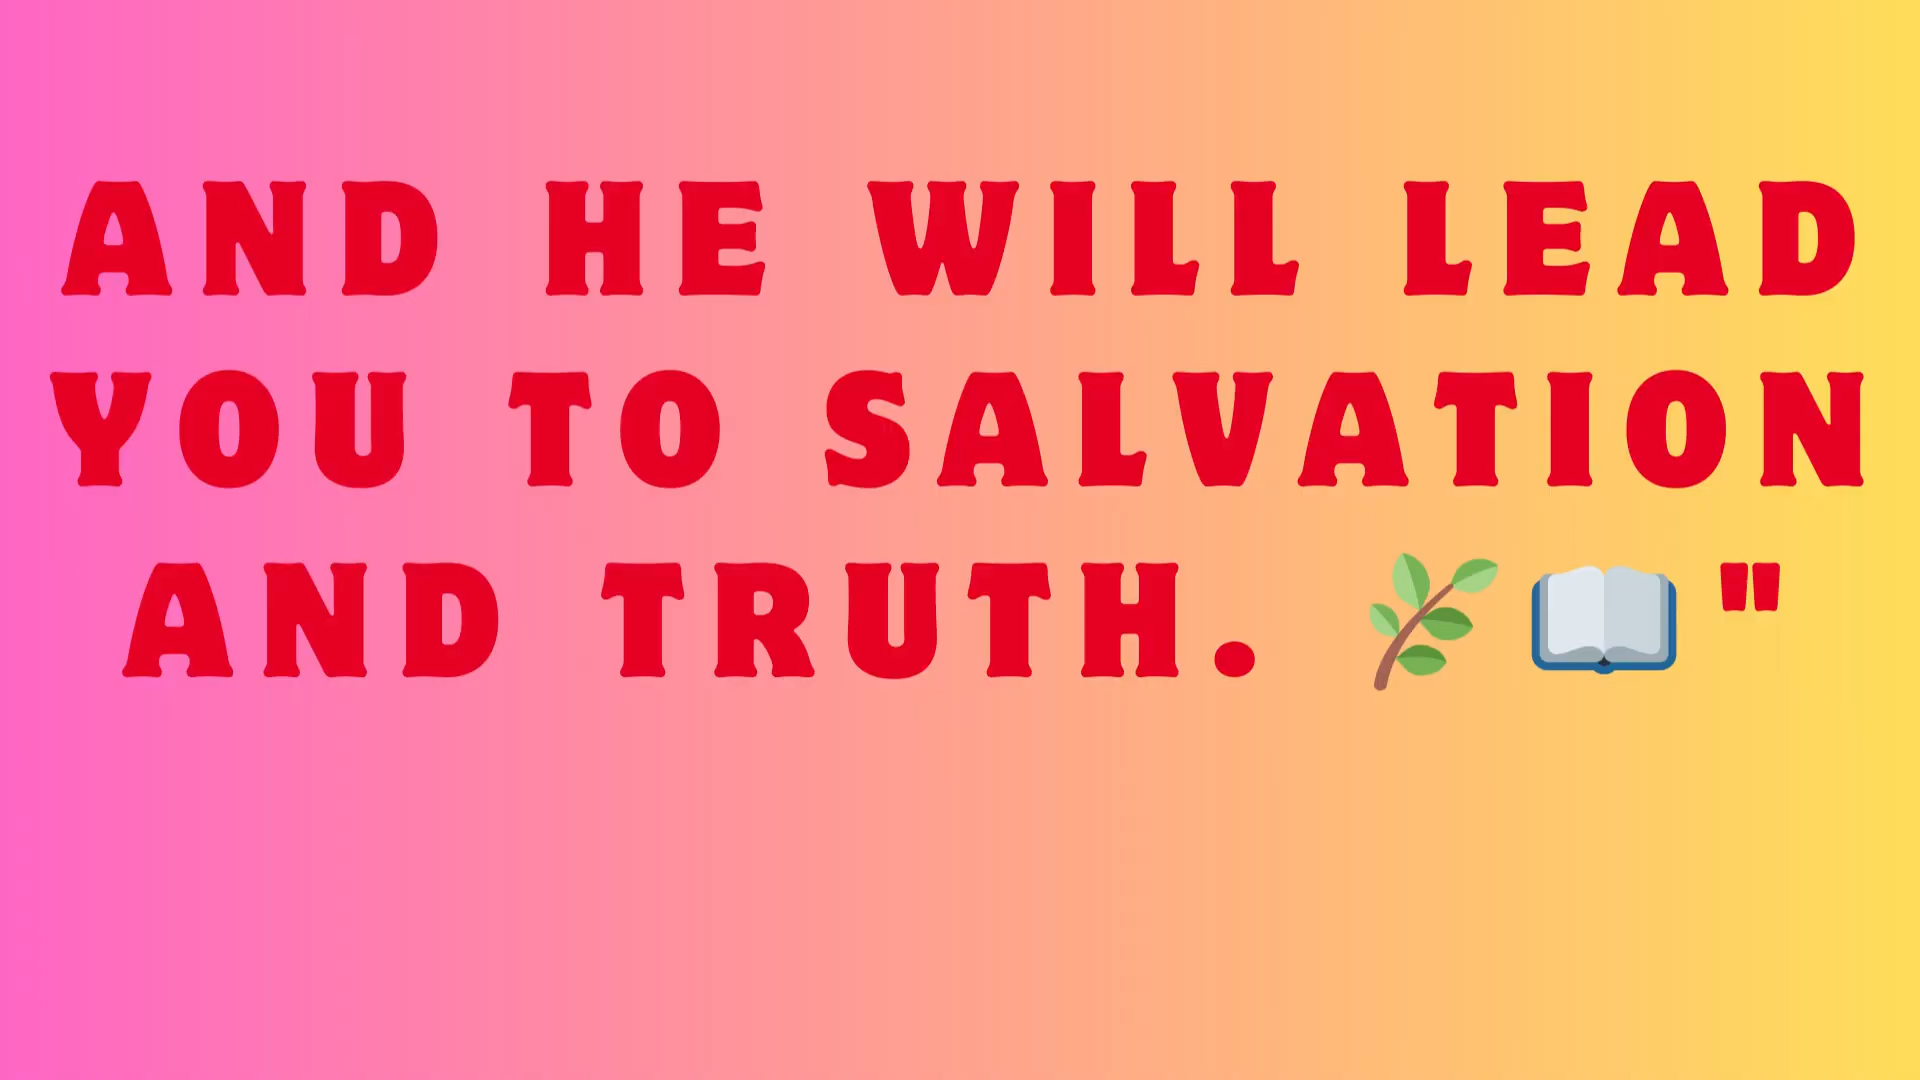 AND HE WILL LEAD
YOU TO SALVATION
AND TRUTH. 🌿📖"